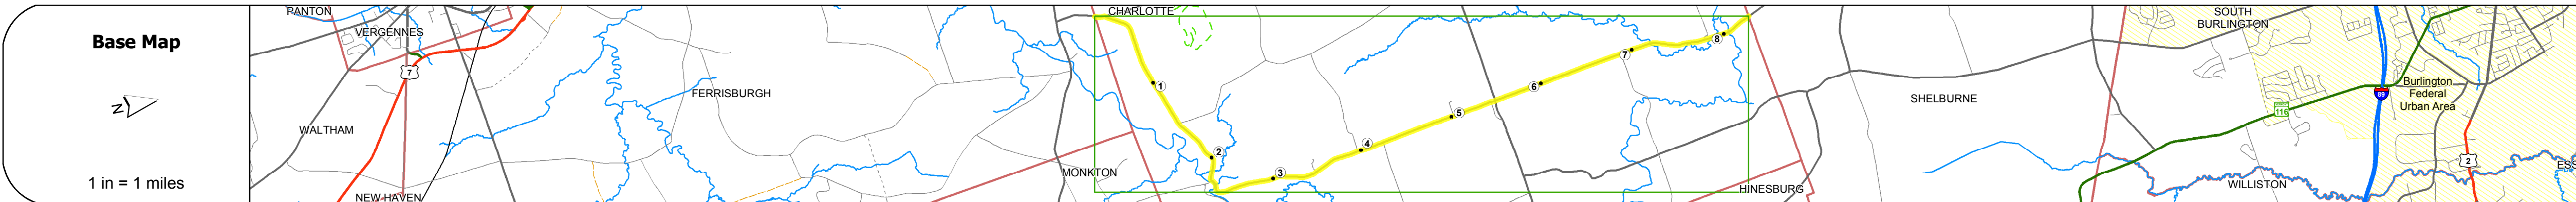 Base Map
N
1 in = 1 miles
PANTON
VERGENNES
7
WALTHAM
NEW HAVEN
FERRISBURGH
MONKTON
CHARLOTTE
1
2
3
4
5
6
7
8
HINESBURG
SHELBURNE
SOUTH
BURLINGTON
116
89
Burlington
Federal
Urban Area
2
WILLISTON
ESS